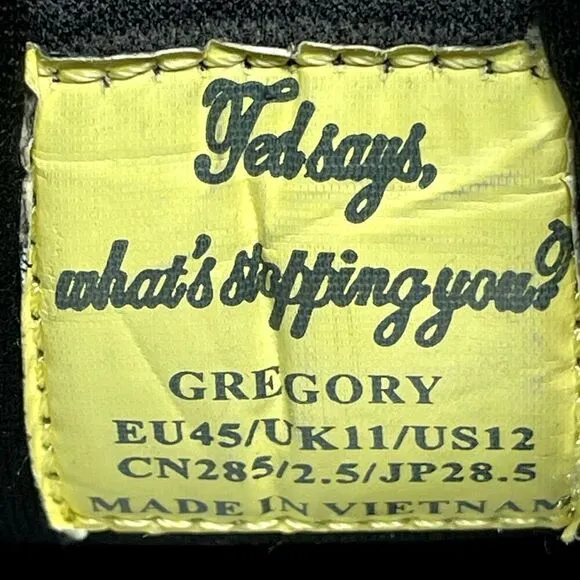 Ted says,
what's stopping you?
GREGORY
EU45/UK11/US12
CN285/2.5/JP28.5
MADE IN VIETNAM